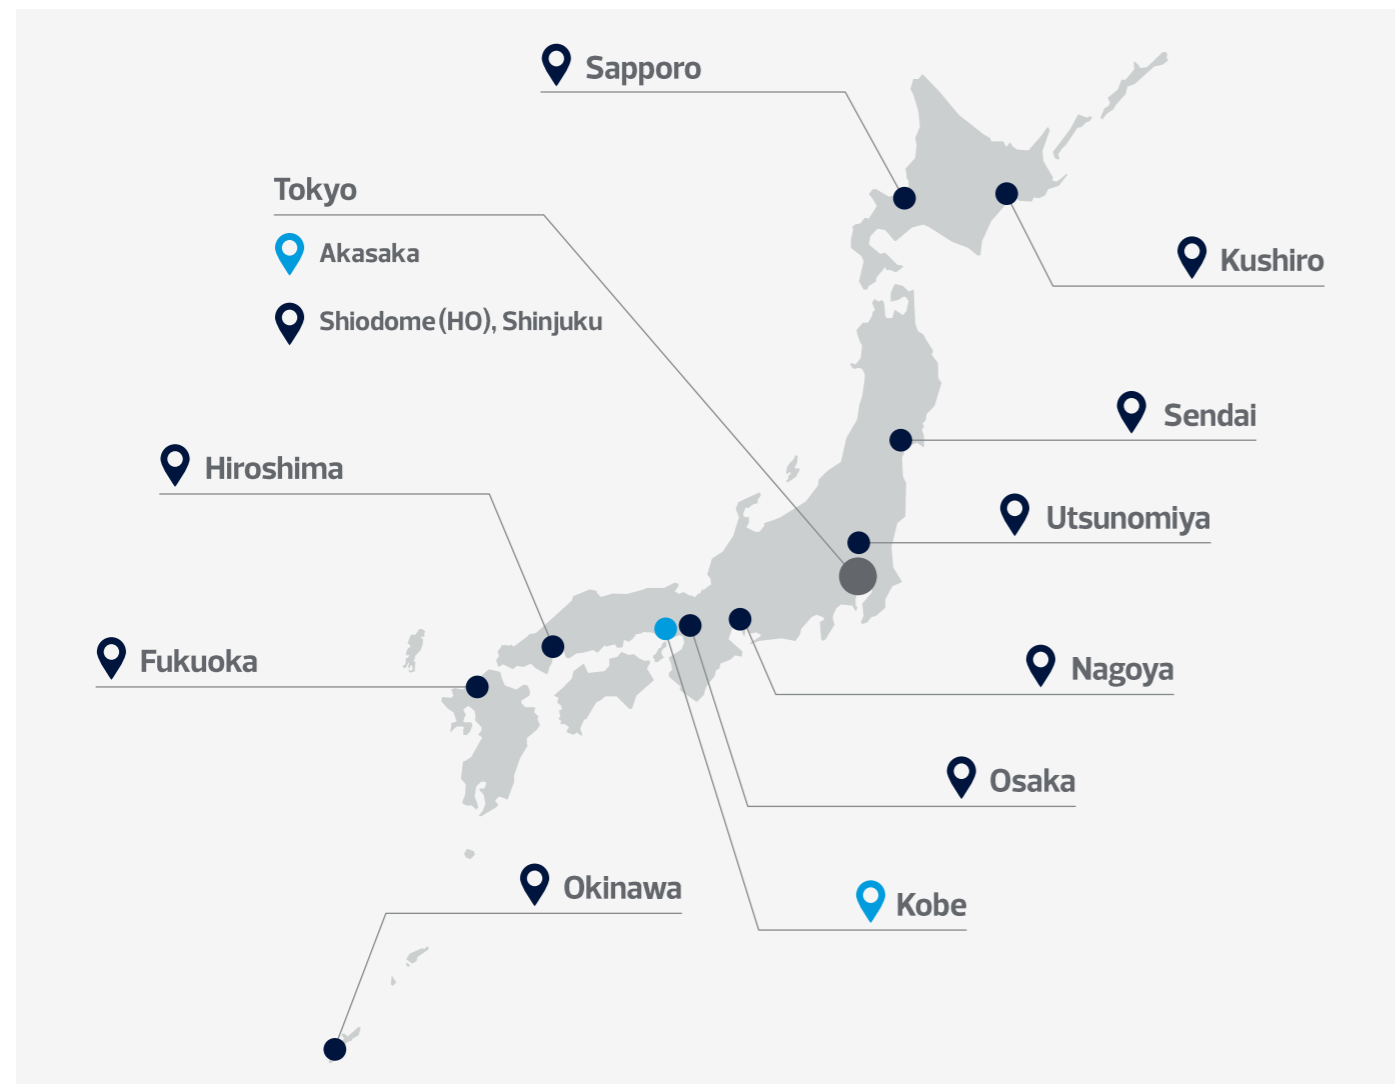 Sapporo
Tokyo
Akasaka
Kushiro
Shiodome (HO), Shinjuku
Sendai
Hiroshima
Utsunomiya
Fukuoka
Nagoya
Osaka
Okinawa
Kobe